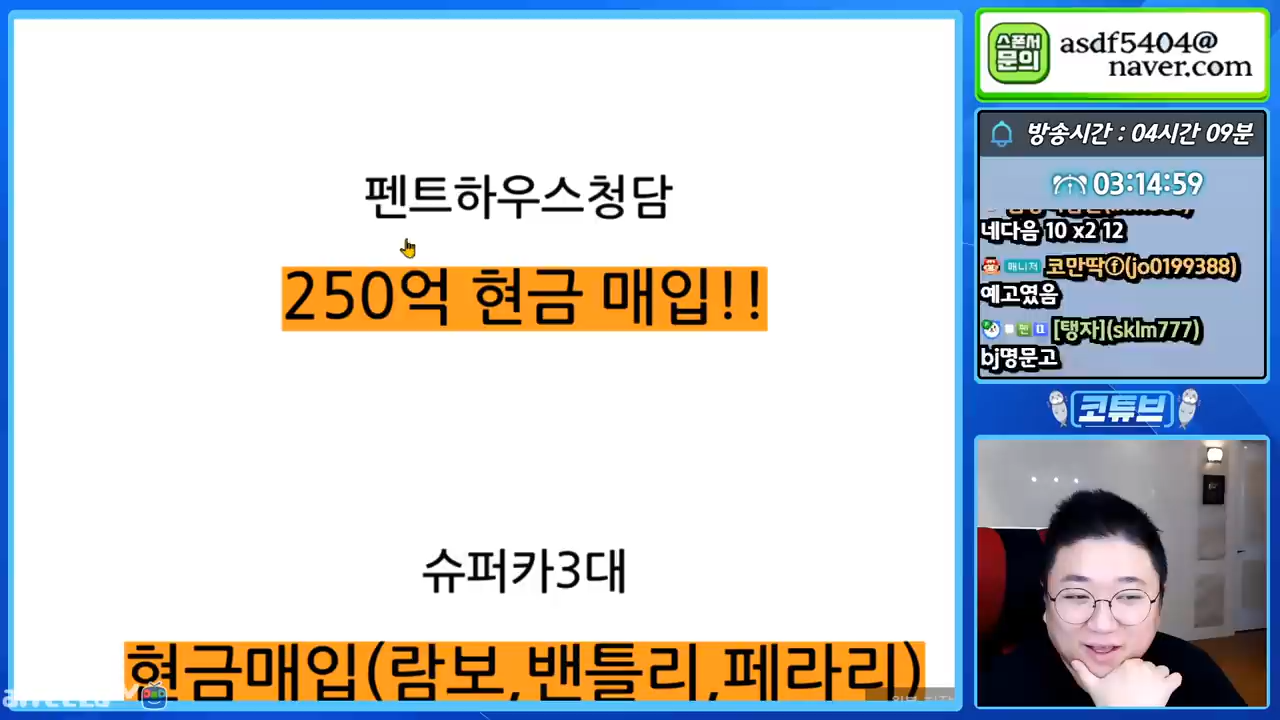 펜트하우스청담
250억 현금 매입!!
슈퍼카3대
현금매입(람보,밴틀리,페라리)
스폰서
문의
asdf5404@
naver.com
방송시간 : 04시간 09분
03:14:59
네다음 10 x2 12
매니저 코만딱ⓕ(jo0199388)
예고였음
팬 [탱자](sklm777)
bj명문고
코튜브